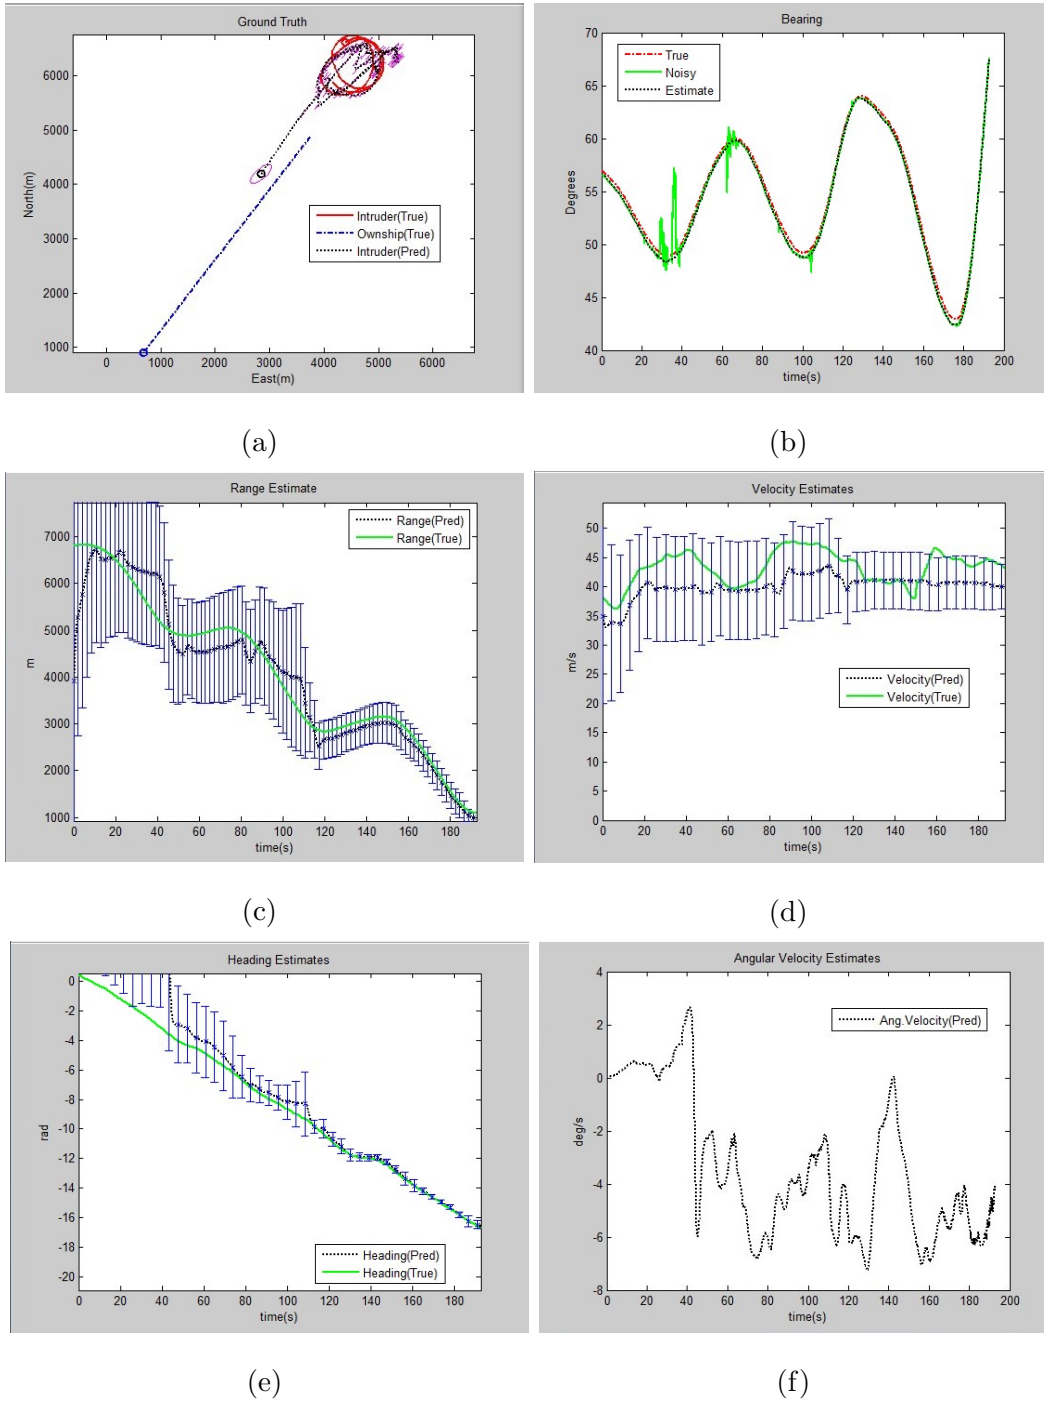 Ground Truth
North(m)
6000
5000
4000
3000
2000
1000
0 1000 2000 3000 4000 5000 6000
East(m)
Intruder(True)
Ownship(True)
Intruder(Pred)
(a)
Bearing
Degrees
70
65
60
55
50
45
40
0 20 40 60 80 100 120 140 160 180 200
time(s)
True
Noisy
Estimate
(b)
Range Estimate
m
7000
6000
5000
4000
3000
2000
1000
0 20 40 60 80 100 120 140 160 180
time(s)
Range(Pred)
Range(True)
(c)
Velocity Estimates
m/s
50
45
40
35
30
25
20
15
10
5
0
0 20 40 60 80 100 120 140 160 180
time(s)
Velocity(Pred)
Velocity(True)
(d)
Heading Estimates
rad
0
-2
-4
-6
-8
-10
-12
-14
-16
-18
-20
0 20 40 60 80 100 120 140 160 180
time(s)
Heading(Pred)
Heading(True)
(e)
Angular Velocity Estimates
deg/s
4
2
0
-2
-4
-6
-8
0 20 40 60 80 100 120 140 160 180 200
time(s)
Ang.Velocity(Pred)
(f)